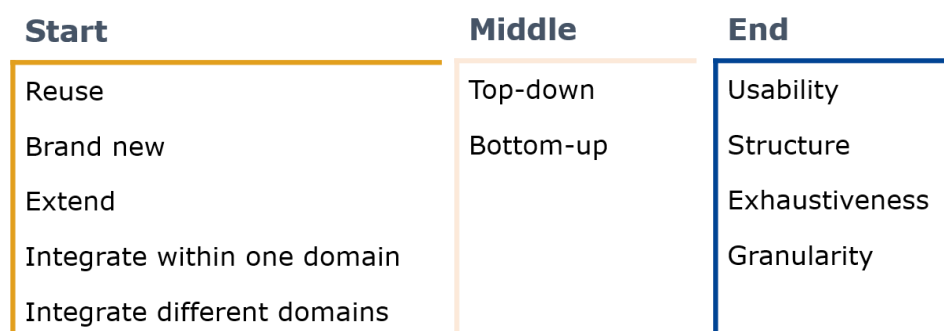 Start
Reuse
Brand new
Extend
Integrate within one domain
Integrate different domains
Middle
Top-down
Bottom-up
End
Usability
Structure
Exhaustiveness
Granularity